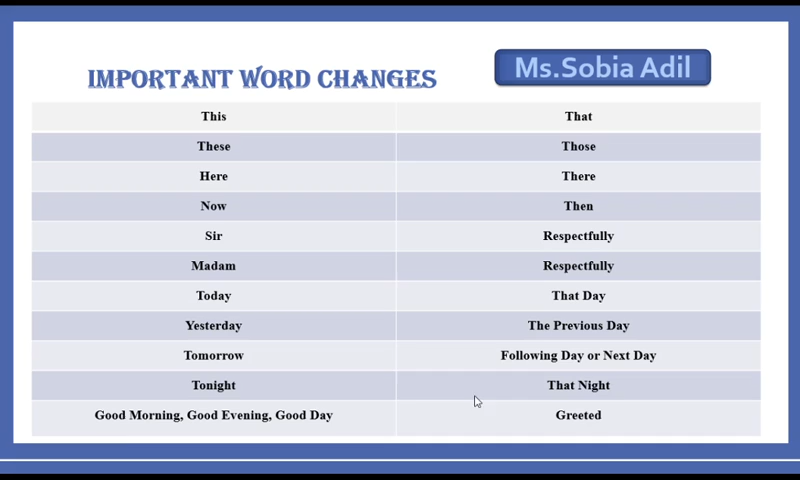 IMPORTANT WORD CHANGES
Ms.Sobia Adil
This That
These Those
Here There
Now Then
Sir Respectfully
Madam Respectfully
Today That Day
Yesterday The Previous Day
Tomorrow Following Day or Next Day
Tonight That Night
Good Morning, Good Evening, Good Day Greeted